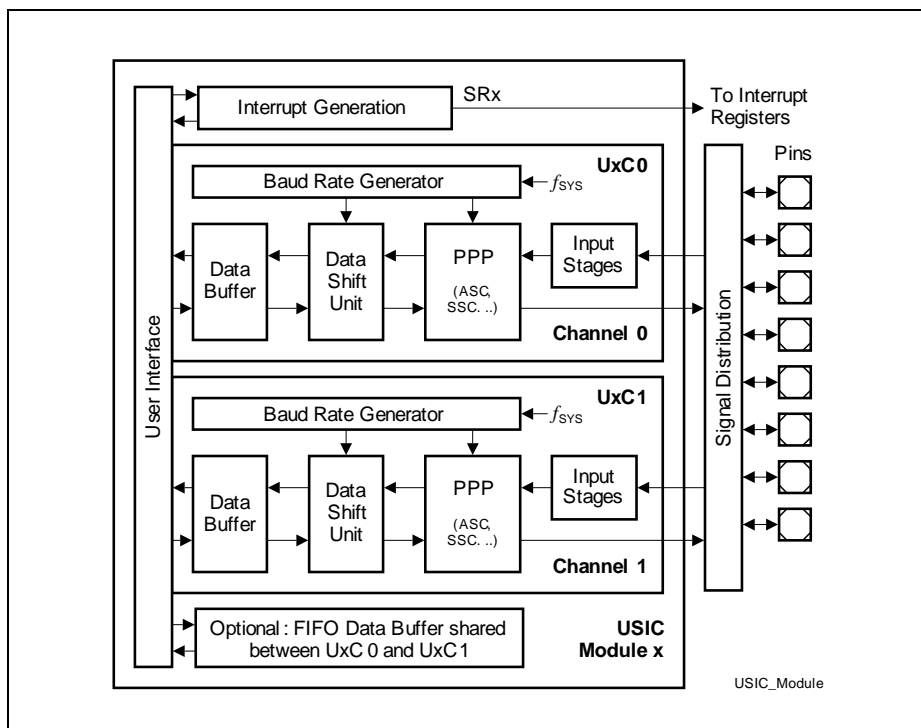 Interrupt Generation
SRx
To Interrupt
Registers
Pins
User Interface
UxC0
Baud Rate Generator
fSYS
Data
Buffer
Data
Shift
Unit
PPP
(ASC,
SSC. ..)
Input
Stages
Channel 0
UxC1
Baud Rate Generator
fSYS
Data
Buffer
Data
Shift
Unit
PPP
(ASC,
SSC. ..)
Input
Stages
Channel 1
Signal Distribution
Optional : FIFO Data Buffer shared
between UxC0 and UxC1
USIC
Module x
USIC_Module